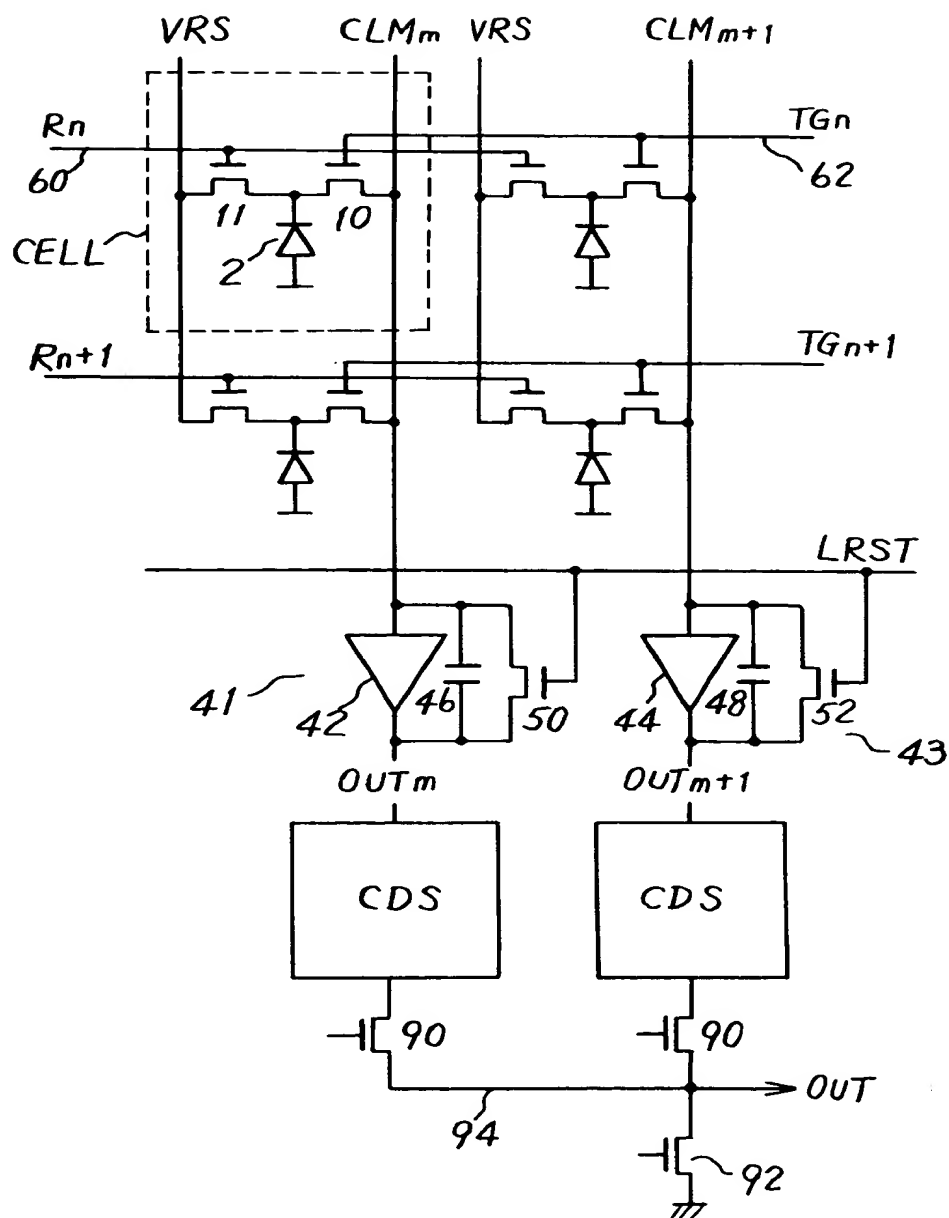 VRS CLMm VRS CLMm+1
Rn TGn
60 62
11 10
CELL 2
Rn+1 TGn+1
LRST
41 42 46 50 44 48 52 43
OUTm OUTm+1
CDS CDS
90 90
OUT
94
92